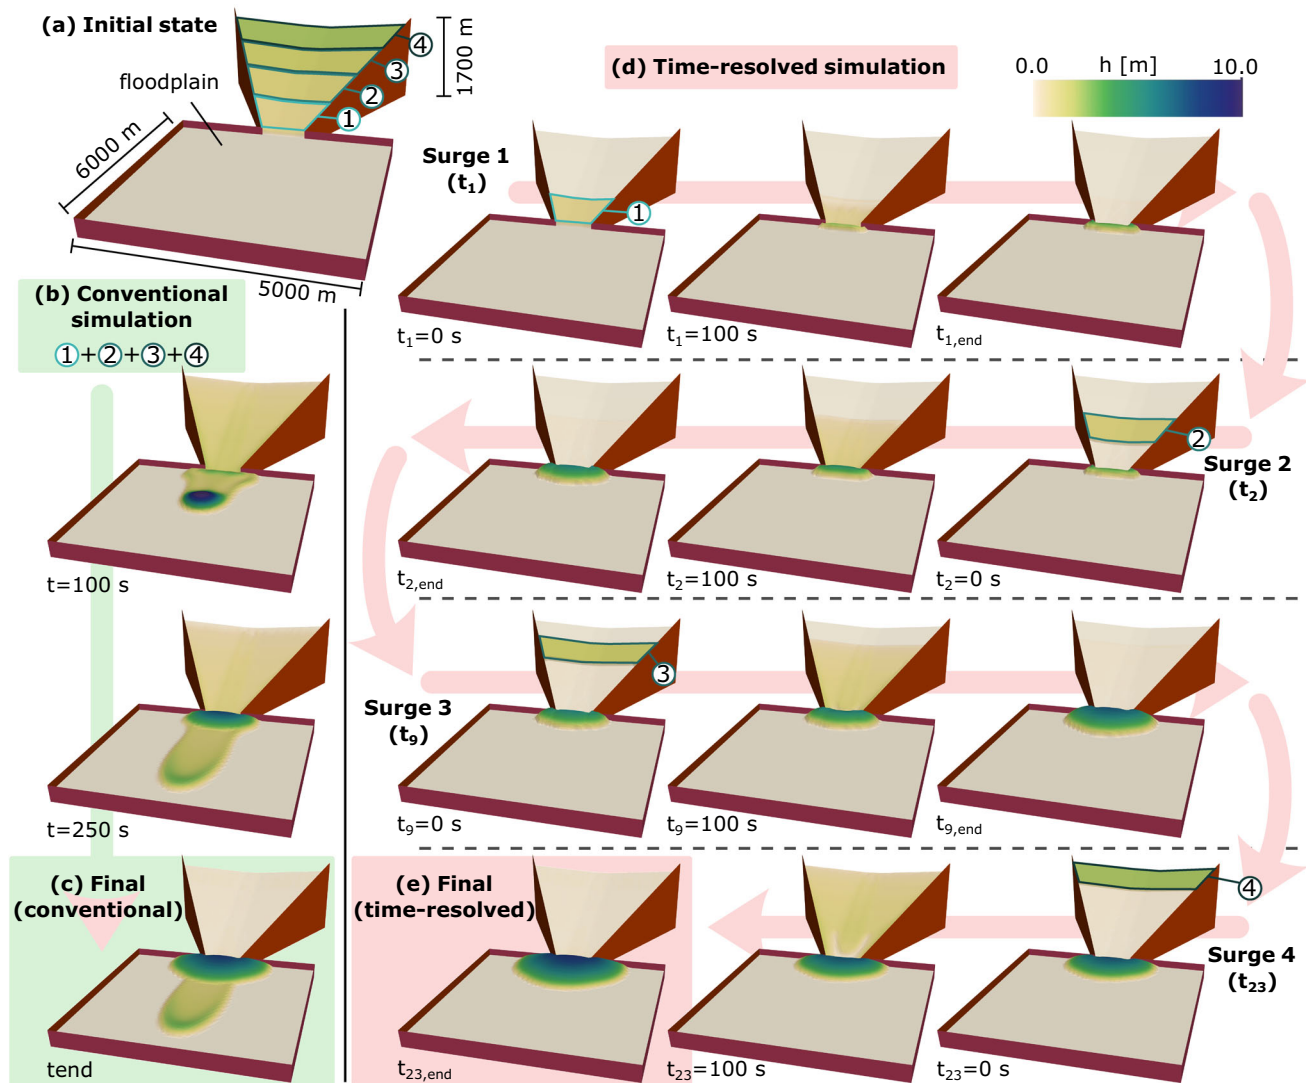 (a) Initial state
floodplain
6000 m
5000 m
1700 m
4
3
2
1
(b) Conventional
simulation
1+2+3+4
t=100 s
t=250 s
(c) Final
(conventional)
tend
(d) Time-resolved simulation
0.0 h [m] 10.0
Surge 1
(t1)
1
t1=0 s
t1=100 s
t1,end
2
Surge 2
(t2)
t2,end
t2=100 s
t2=0 s
3
Surge 3
(t9)
t9=0 s
t9=100 s
t9,end
(e) Final
(time-resolved)
4
Surge 4
(t23)
t23,end
t23=100 s
t23=0 s